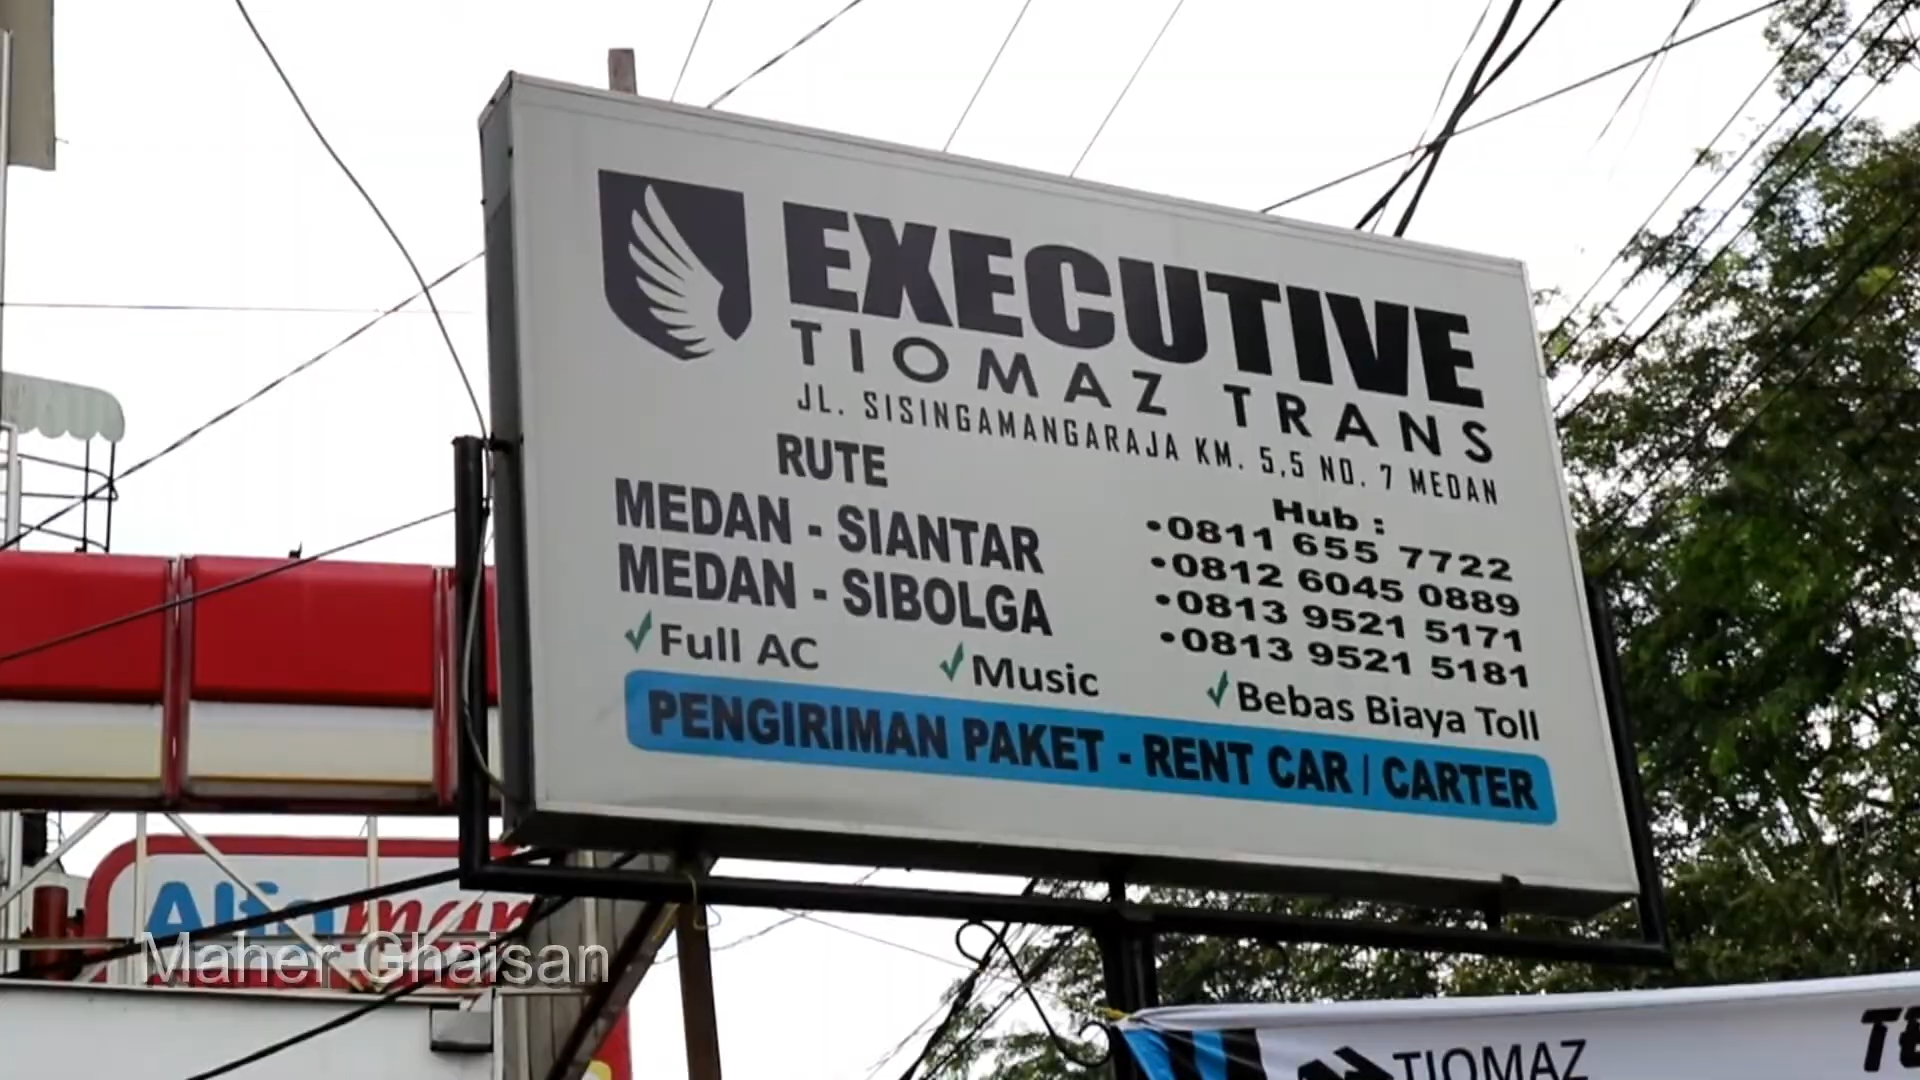 EXECUTIVE
TIOMAZ TRANS
JL. SISINGAMANGARAJA KM. 5,5 NO. 7 MEDAN
RUTE
MEDAN - SIANTAR
MEDAN - SIBOLGA
Hub :
•0811 655 7722
•0812 6045 0889
•0813 9521 5171
•0813 9521 5181
✓Full AC ✓Music ✓Bebas Biaya Toll
PENGIRIMAN PAKET - RENT CAR / CARTER
Alfamart
Maher Ghaisan
TIOMAZ